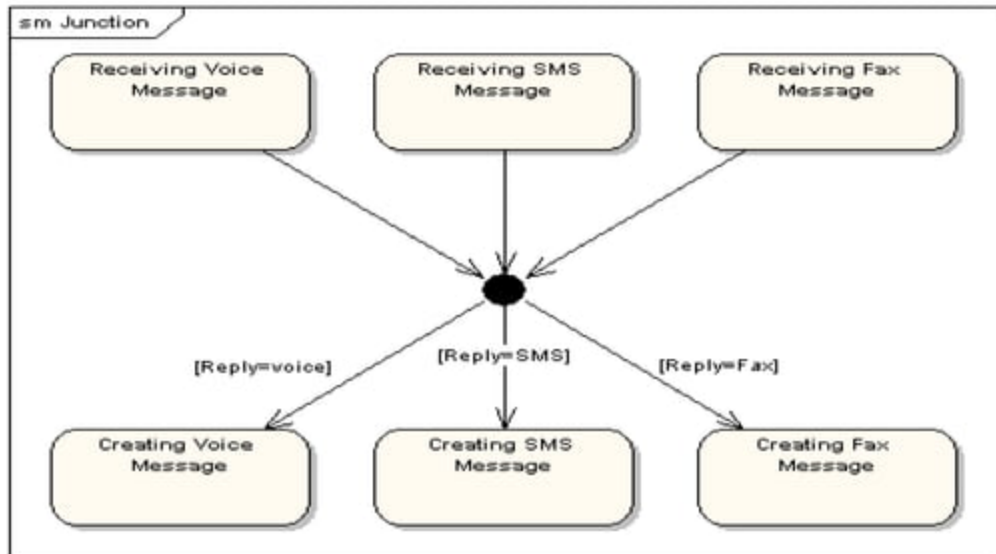 sm Junction
Receiving Voice
Message
Receiving SMS
Message
Receiving Fax
Message
[Reply=voice]
[Reply=SMS]
[Reply=Fax]
Creating Voice
Message
Creating SMS
Message
Creating Fax
Message